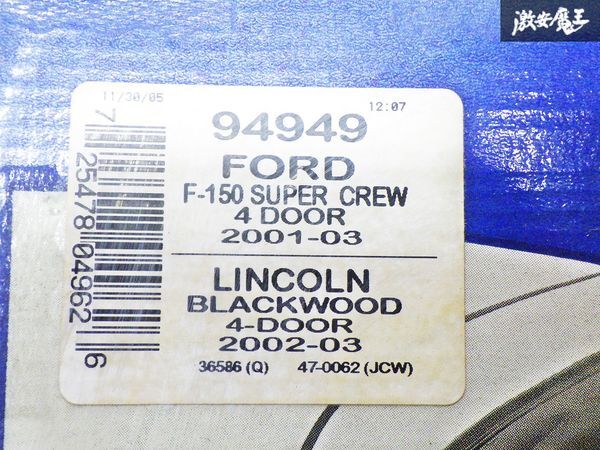 激安魔王
11/30/05
12:07
94949
FORD
F-150 SUPER CREW
4 DOOR
2001-03
LINCOLN
BLACKWOOD
4-DOOR
2002-03
36586 (Q) 47-0062 (JCW)
7 25478 04962 6